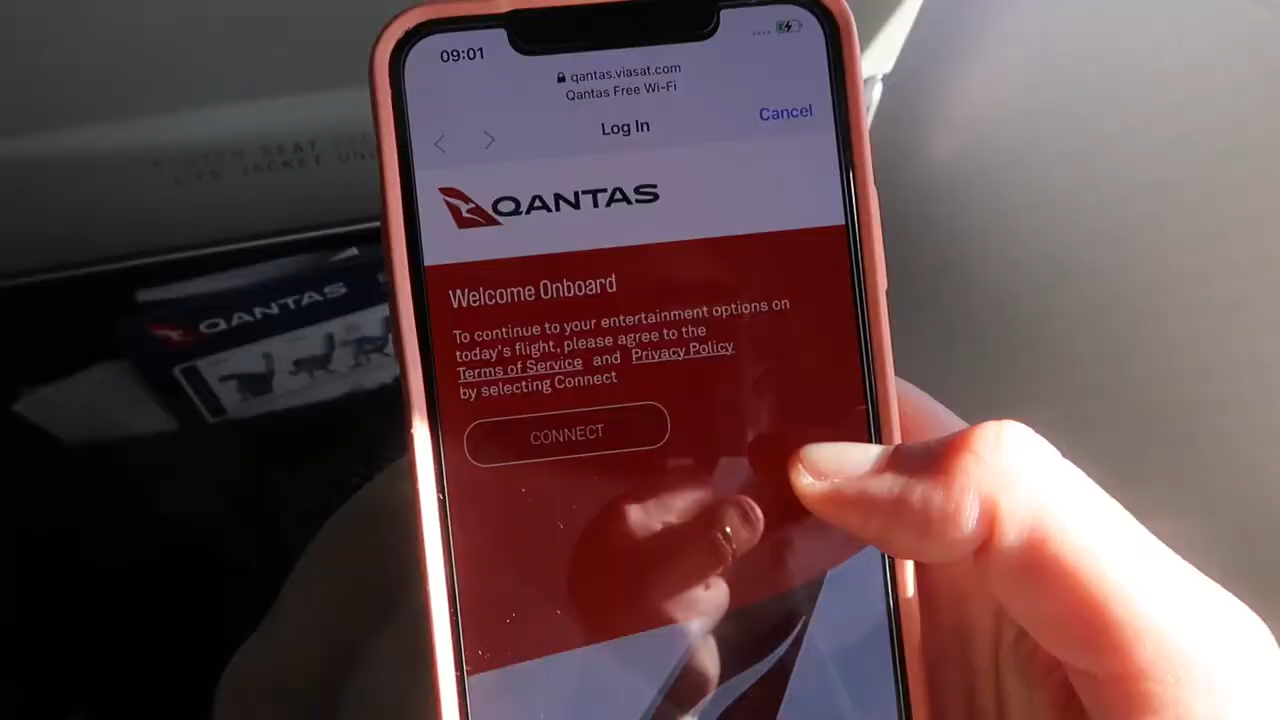 09:01
qantas.viasat.com
Qantas Free Wi-Fi
Log In
Cancel
QANTAS
Welcome Onboard
To continue to your entertainment options on
today's flight, please agree to the
Terms of Service and Privacy Policy
by selecting Connect
CONNECT
SEAT
JACKET
QANTAS